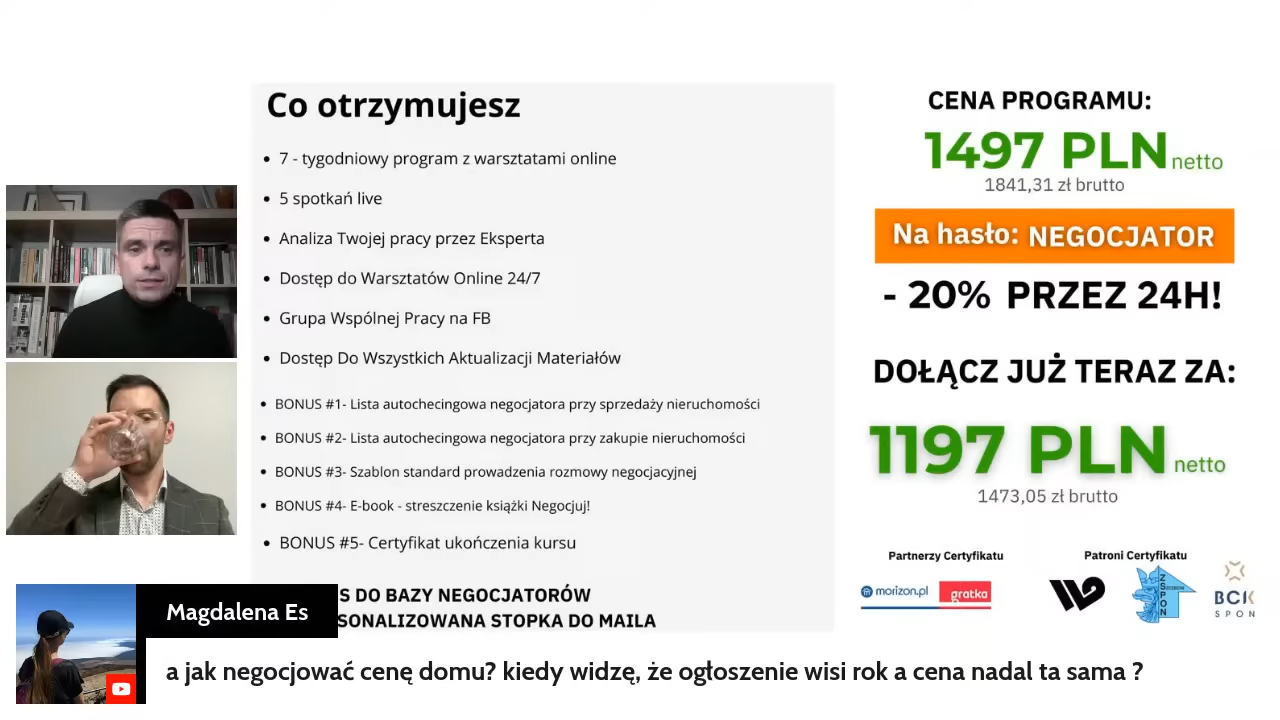 Co otrzymujesz
7 - tygodniowy program z warsztatami online
5 spotkań live
Analiza Twojej pracy przez Eksperta
Dostęp do Warsztatów Online 24/7
Grupa Wspólnej Pracy na FB
Dostęp Do Wszystkich Aktualizacji Materiałów
BONUS #1- Lista autochecingowa negocjatora przy sprzedaży nieruchomości
BONUS #2- Lista autochecingowa negocjatora przy zakupie nieruchomości
BONUS #3- Szablon standard prowadzenia rozmowy negocjacyjnej
BONUS #4- E-book - streszczenie książki Negocjuj!
BONUS #5- Certyfikat ukończenia kursu
S DO BAZY NEGOCJATORÓW
SONALIZOWANA STOPKA DO MAILA
CENA PROGRAMU:
1497 PLN netto
1841,31 zł brutto
Na hasło: NEGOCJATOR
- 20% PRZEZ 24H!
DOŁĄCZ JUŻ TERAZ ZA:
1197 PLN netto
1473,05 zł brutto
Partnerzy Certyfikatu
Patroni Certyfikatu
morizon.pl
gratka
ZSPON
BCK
SPON
Magdalena Es
a jak negocjować cenę domu? kiedy widzę, że ogłoszenie wisi rok a cena nadal ta sama ?